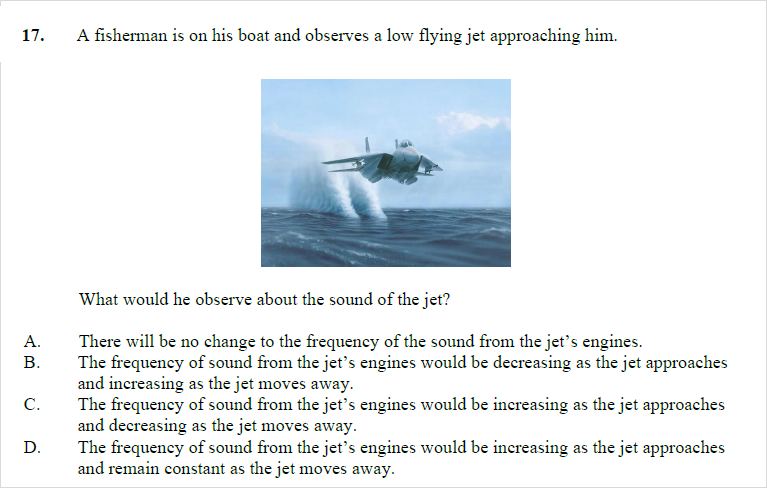 17. A fisherman is on his boat and observes a low flying jet approaching him.
What would he observe about the sound of the jet?
A. There will be no change to the frequency of the sound from the jet’s engines.
B. The frequency of sound from the jet’s engines would be decreasing as the jet approaches
and increasing as the jet moves away.
C. The frequency of sound from the jet’s engines would be increasing as the jet approaches
and decreasing as the jet moves away.
D. The frequency of sound from the jet’s engines would be increasing as the jet approaches
and remain constant as the jet moves away.